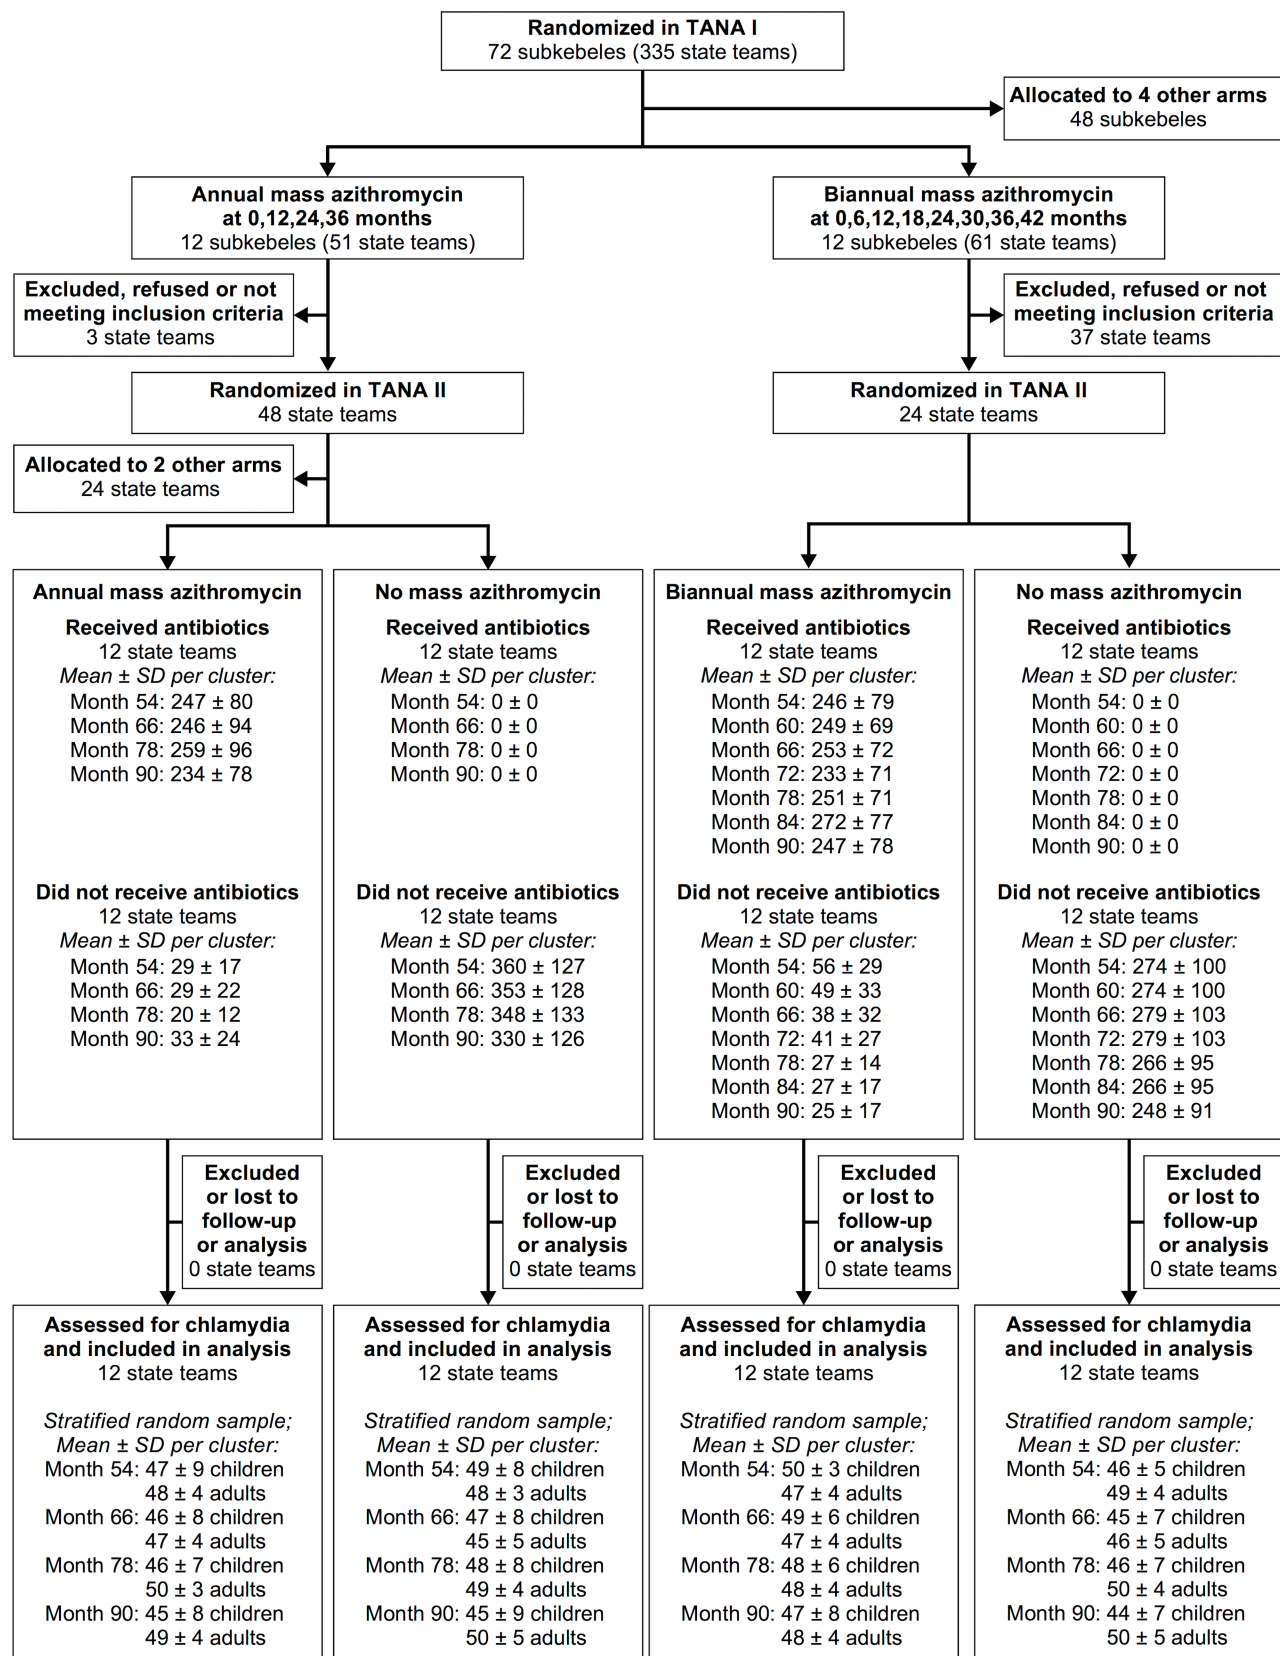 Randomized in TANA I
72 subkebeles (335 state teams)
Allocated to 4 other arms
48 subkebeles
Annual mass azithromycin
at 0,12,24,36 months
12 subkebeles (51 state teams)
Biannual mass azithromycin
at 0,6,12,18,24,30,36,42 months
12 subkebeles (61 state teams)
Excluded, refused or not
meeting inclusion criteria
3 state teams
Excluded, refused or not
meeting inclusion criteria
37 state teams
Randomized in TANA II
48 state teams
Randomized in TANA II
24 state teams
Allocated to 2 other arms
24 state teams
Annual mass azithromycin
Received antibiotics
12 state teams
Mean ± SD per cluster:
Month 54: 247 ± 80
Month 66: 246 ± 94
Month 78: 259 ± 96
Month 90: 234 ± 78
Did not receive antibiotics
12 state teams
Mean ± SD per cluster:
Month 54: 29 ± 17
Month 66: 29 ± 22
Month 78: 20 ± 12
Month 90: 33 ± 24
No mass azithromycin
Received antibiotics
12 state teams
Mean ± SD per cluster:
Month 54: 0 ± 0
Month 66: 0 ± 0
Month 78: 0 ± 0
Month 90: 0 ± 0
Did not receive antibiotics
12 state teams
Mean ± SD per cluster:
Month 54: 360 ± 127
Month 66: 353 ± 128
Month 78: 348 ± 133
Month 90: 330 ± 126
Biannual mass azithromycin
Received antibiotics
12 state teams
Mean ± SD per cluster:
Month 54: 246 ± 79
Month 60: 249 ± 69
Month 66: 253 ± 72
Month 72: 233 ± 71
Month 78: 251 ± 71
Month 84: 272 ± 77
Month 90: 247 ± 78
Did not receive antibiotics
12 state teams
Mean ± SD per cluster:
Month 54: 56 ± 29
Month 60: 49 ± 33
Month 66: 38 ± 32
Month 72: 41 ± 27
Month 78: 27 ± 14
Month 84: 27 ± 17
Month 90: 25 ± 17
No mass azithromycin
Received antibiotics
12 state teams
Mean ± SD per cluster:
Month 54: 0 ± 0
Month 60: 0 ± 0
Month 66: 0 ± 0
Month 72: 0 ± 0
Month 78: 0 ± 0
Month 84: 0 ± 0
Month 90: 0 ± 0
Did not receive antibiotics
12 state teams
Mean ± SD per cluster:
Month 54: 274 ± 100
Month 60: 274 ± 100
Month 66: 279 ± 103
Month 72: 279 ± 103
Month 78: 266 ± 95
Month 84: 266 ± 95
Month 90: 248 ± 91
Excluded
or lost to
follow-up
or analysis
0 state teams
Excluded
or lost to
follow-up
or analysis
0 state teams
Excluded
or lost to
follow-up
or analysis
0 state teams
Excluded
or lost to
follow-up
or analysis
0 state teams
Assessed for chlamydia
and included in analysis
12 state teams
Stratified random sample;
Mean ± SD per cluster:
Month 54: 47 ± 9 children
48 ± 4 adults
Month 66: 46 ± 8 children
47 ± 4 adults
Month 78: 46 ± 7 children
50 ± 3 adults
Month 90: 45 ± 8 children
49 ± 4 adults
Assessed for chlamydia
and included in analysis
12 state teams
Stratified random sample;
Mean ± SD per cluster:
Month 54: 49 ± 8 children
48 ± 3 adults
Month 66: 47 ± 8 children
45 ± 5 adults
Month 78: 48 ± 8 children
49 ± 4 adults
Month 90: 45 ± 9 children
50 ± 5 adults
Assessed for chlamydia
and included in analysis
12 state teams
Stratified random sample;
Mean ± SD per cluster:
Month 54: 50 ± 3 children
47 ± 4 adults
Month 66: 49 ± 6 children
47 ± 4 adults
Month 78: 48 ± 6 children
48 ± 4 adults
Month 90: 47 ± 8 children
48 ± 4 adults
Assessed for chlamydia
and included in analysis
12 state teams
Stratified random sample;
Mean ± SD per cluster:
Month 54: 46 ± 5 children
49 ± 4 adults
Month 66: 45 ± 7 children
46 ± 5 adults
Month 78: 46 ± 7 children
50 ± 4 adults
Month 90: 44 ± 7 children
50 ± 5 adults